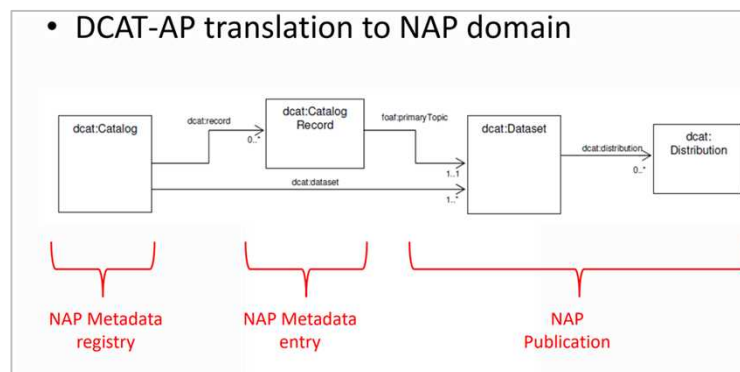 • DCAT-AP translation to NAP domain
dcat:Catalog
dcat:record
0..*
dcat:Catalog
Record
foaf:primaryTopic
1..1
dcat:dataset
1..*
dcat:Dataset
dcat:distribution
0..*
dcat:
Distribution
NAP Metadata
registry
NAP Metadata
entry
NAP
Publication